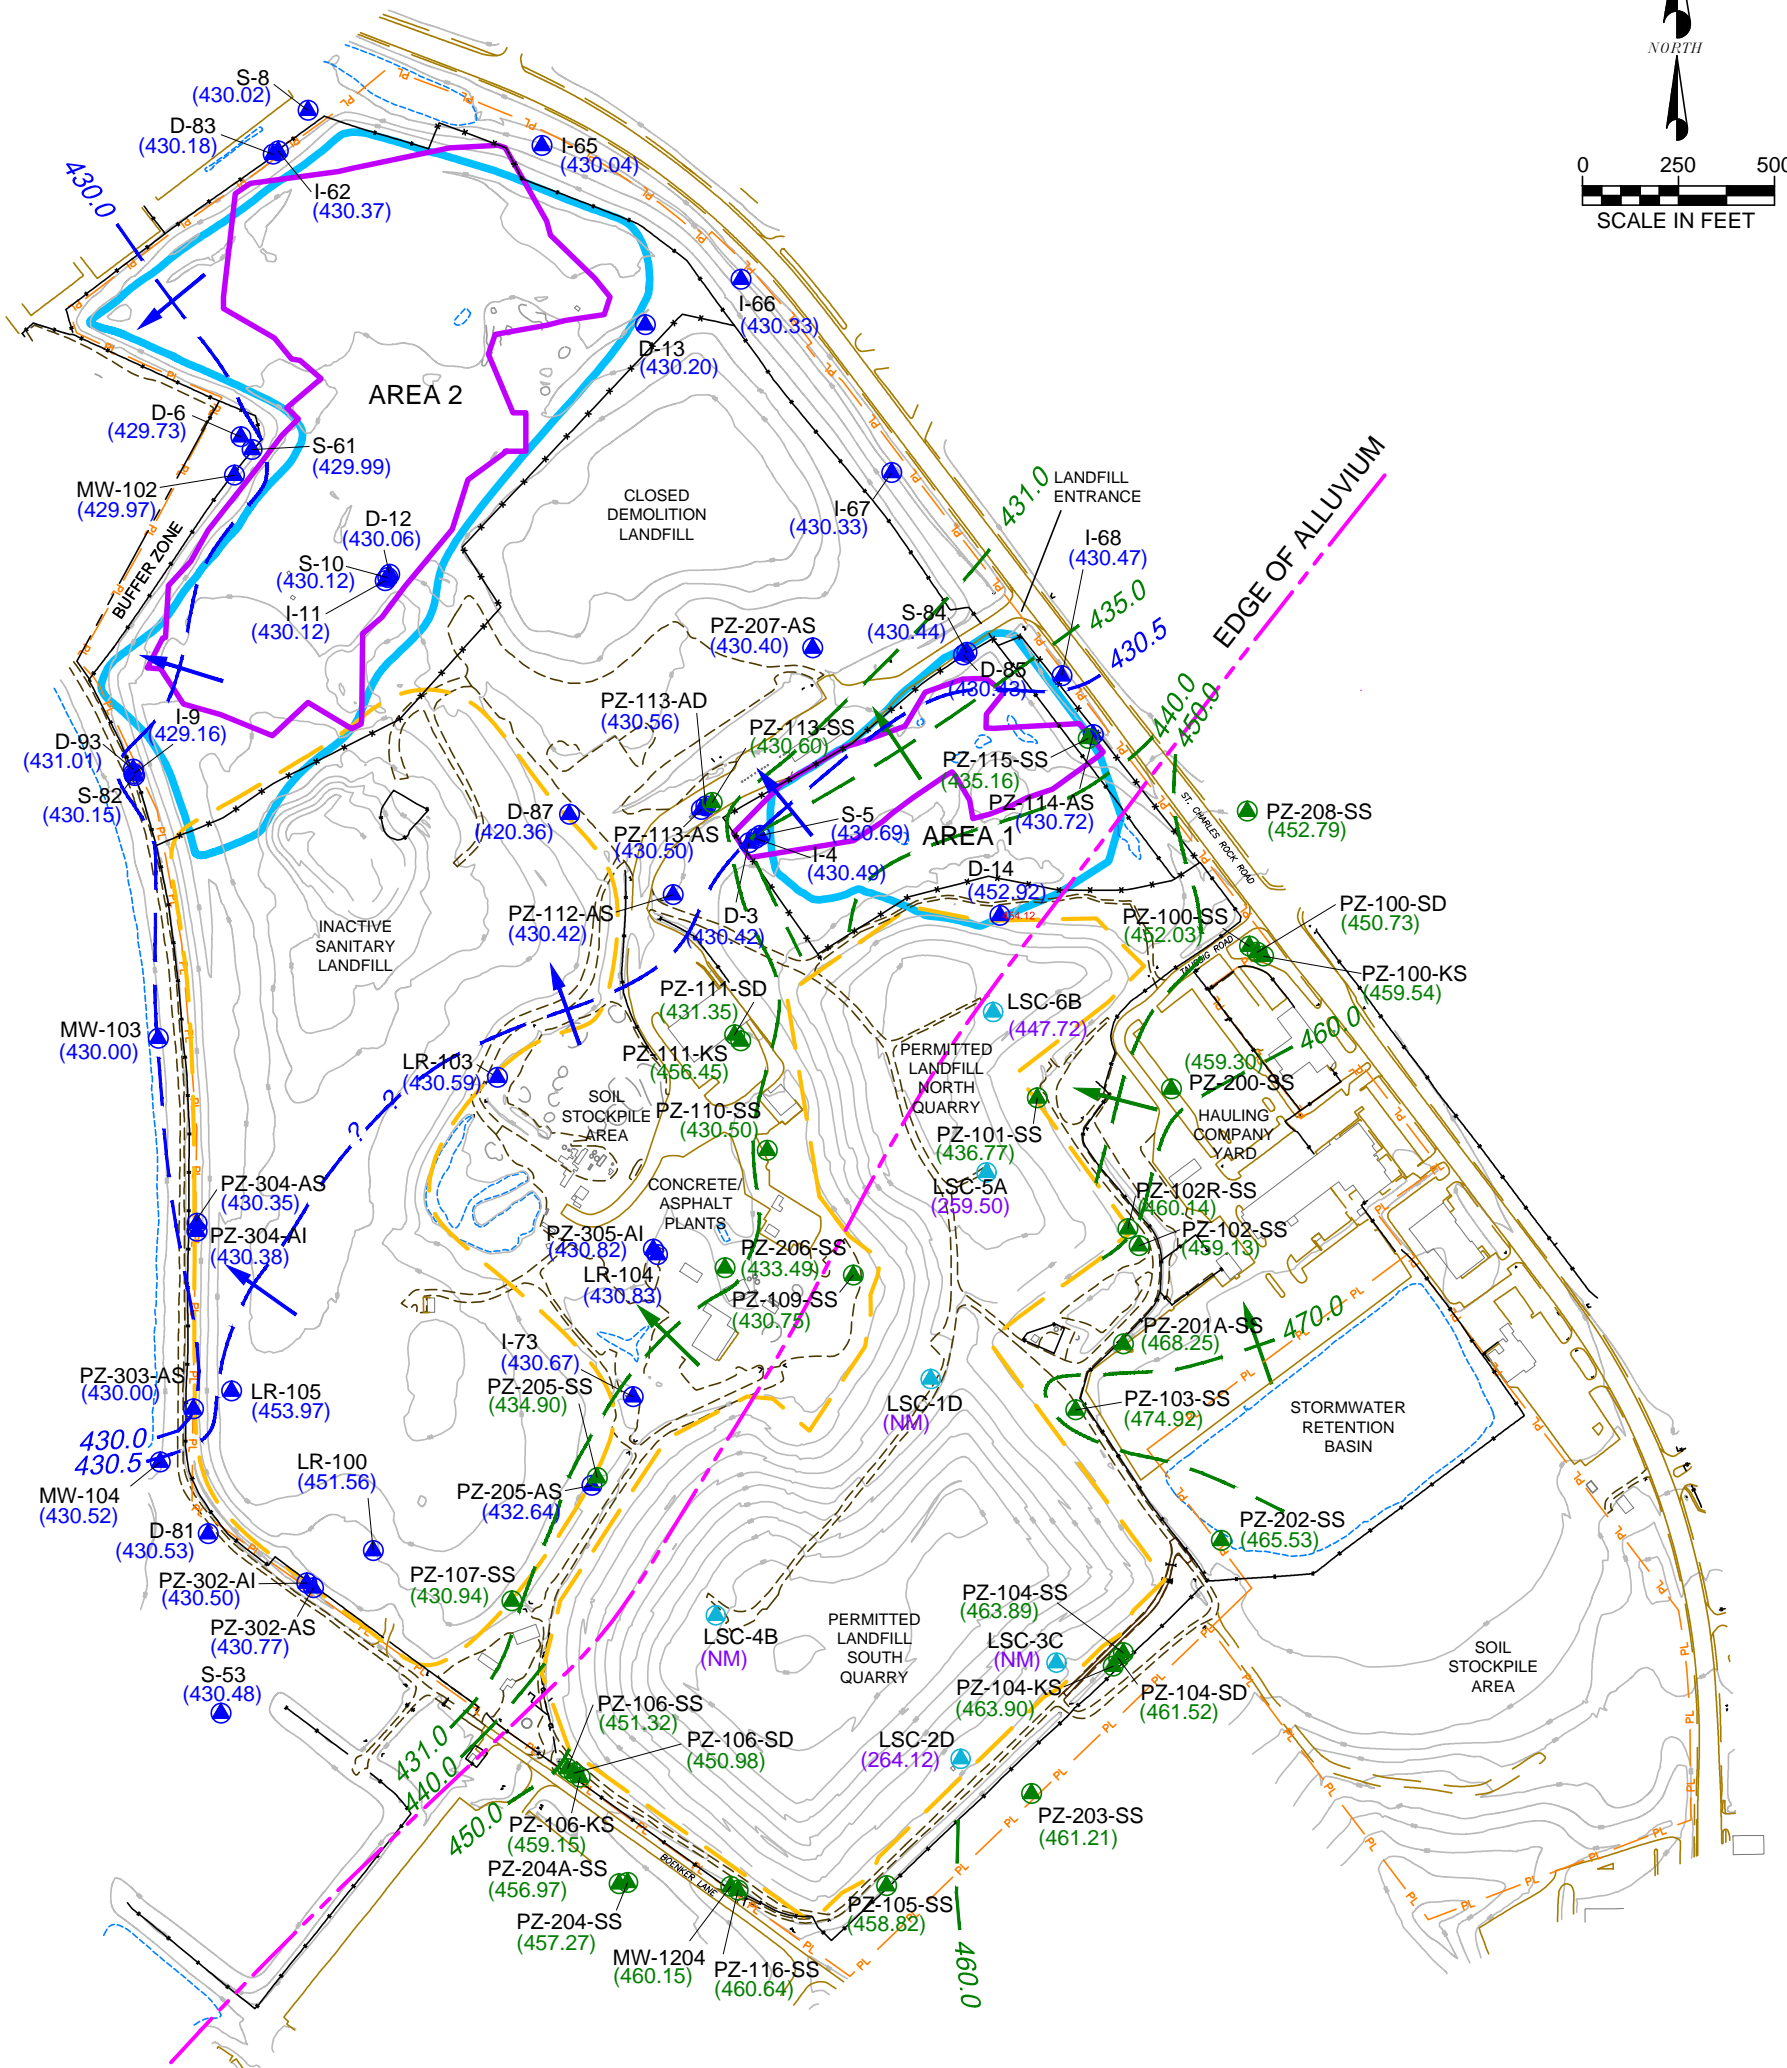 NORTH
0 250 500
SCALE IN FEET
S-8
(430.02)
D-83
(430.18)
I-62
(430.37)
I-65
(430.04)
430.0
I-66
(430.33)
D-13
(430.20)
AREA 2
D-6
(429.73)
S-61
(429.99)
MW-102
(429.97)
BUFFER ZONE
D-12
(430.06)
S-10
(430.12)
I-11
(430.12)
CLOSED
DEMOLITION
LANDFILL
I-67
(430.33)
431.0
LANDFILL
ENTRANCE
I-68
(430.47)
435.0
430.5
EDGE OF ALLUVIUM
440.0
450.0
S-84
(430.44)
D-85
(430.43)
PZ-207-AS
(430.40)
PZ-113-AD
(430.56)
PZ-113-SS
(430.60)
PZ-115-SS
(435.16)
PZ-114-AS
(430.72)
I-9
(429.16)
D-93
(431.01)
S-82
(430.15)
D-87
(420.36)
PZ-113-AS
(430.50)
S-5
(430.69)
AREA 1
I-4
(430.49)
D-14
(452.92)
454.12
ST. CHARLES ROCK ROAD
PZ-208-SS
(452.79)
PZ-112-AS
(430.42)
D-3
(430.42)
PZ-100-SS
(452.03)
PZ-100-SD
(450.73)
TAUSSIG ROAD
PZ-100-KS
(459.54)
INACTIVE
SANITARY
LANDFILL
PZ-111-SD
(431.35)
LSC-6B
(447.72)
MW-103
(430.00)
PZ-111-KS
(456.45)
460.0
(459.30)
PZ-200-SS
LR-103
(430.59)
PERMITTED
LANDFILL
NORTH
QUARRY
SOIL
STOCKPILE
AREA
HAULING
COMPANY
YARD
PZ-110-SS
(430.50)
PZ-101-SS
(436.77)
? ?
LSC-5A
(259.50)
CONCRETE/
ASPHALT
PLANTS
PZ-304-AS
(430.35)
PZ-304-AI
(430.38)
PZ-102R-SS
(460.14)
PZ-102-SS
(459.13)
PZ-305-AI
(430.82)
PZ-206-SS
(433.49)
LR-104
(430.83)
PZ-109-SS
(430.75)
470.0
PZ-201A-SS
(468.25)
I-73
(430.67)
PZ-303-AS
(430.00)
LR-105
(453.97)
PZ-205-SS
(434.90)
LSC-1D
(NM)
PZ-103-SS
(474.92)
STORMWATER
RETENTION
BASIN
430.0
430.5
LR-100
(451.56)
MW-104
(430.52)
PZ-205-AS
(432.64)
D-81
(430.53)
PZ-202-SS
(465.53)
PZ-302-AI
(430.50)
PZ-107-SS
(430.94)
PZ-302-AS
(430.77)
LSC-4B
(NM)
PERMITTED
LANDFILL
SOUTH
QUARRY
PZ-104-SS
(463.89)
LSC-3C
(NM)
PZ-104-KS
(463.90)
PZ-104-SD
(461.52)
SOIL
STOCKPILE
AREA
S-53
(430.48)
PZ-106-SS
(451.32)
PZ-106-SD
(450.98)
431.0
440.0
450.0
LSC-2D
(264.12)
PZ-106-KS
(459.15)
PZ-203-SS
(461.21)
PZ-204A-SS
(456.97)
BOENKER LANE
PZ-204-SS
(457.27)
PZ-105-SS
(458.82)
MW-1204
(460.15)
PZ-116-SS
(460.64)
460.0